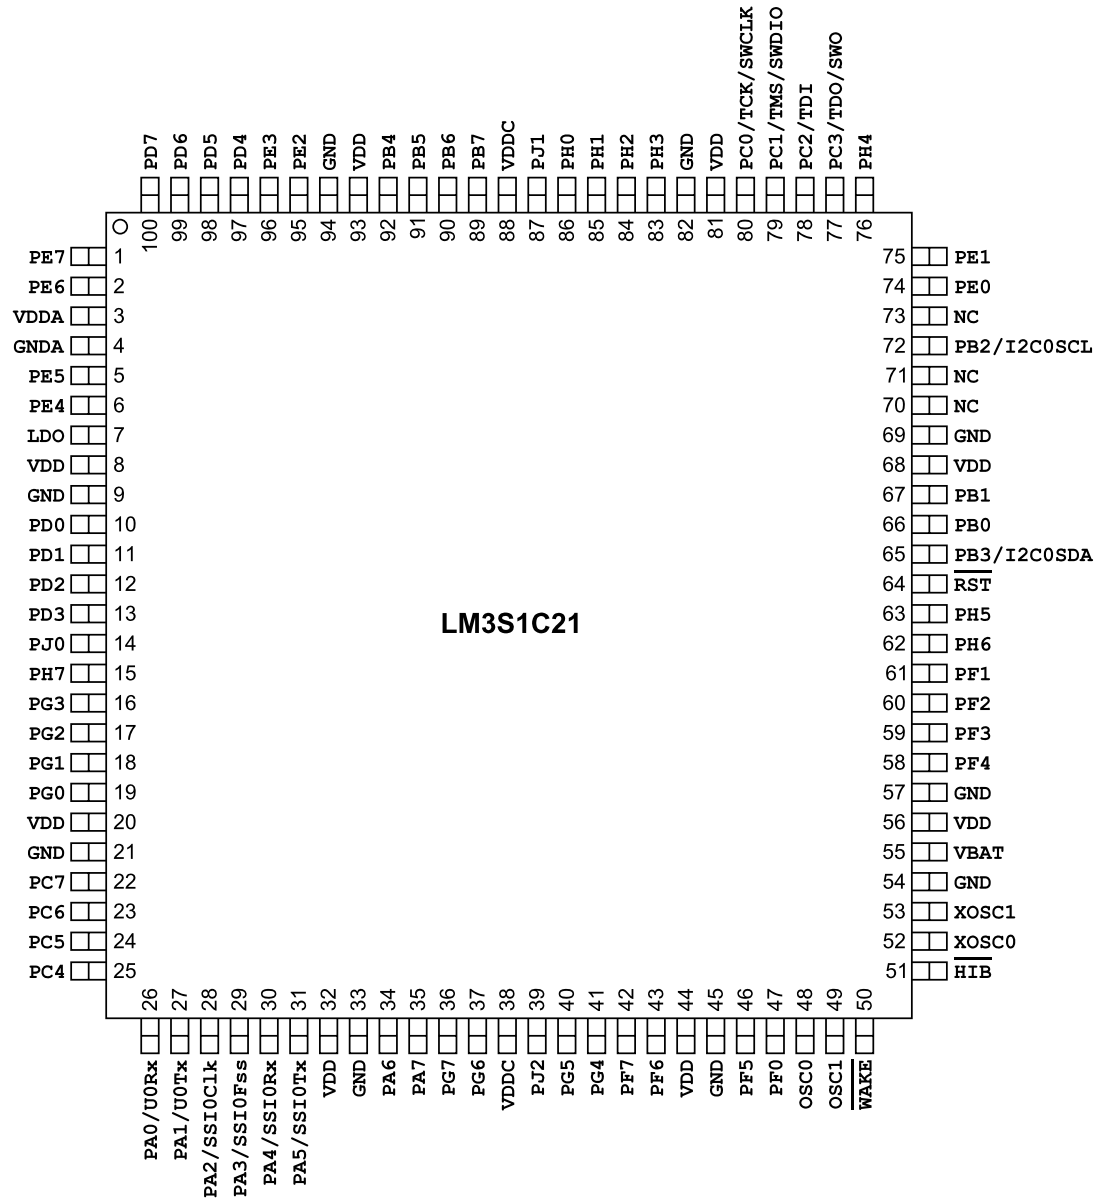 PD7
PD6
PD5
PD4
PE3
PE2
GND
VDD
PB4
PB5
PB6
PB7
VDDC
PJ1
PH0
PH1
PH2
PH3
GND
VDD
PC0/TCK/SWCLK
PC1/TMS/SWDIO
PC2/TDI
PC3/TDO/SWO
PH4
100
99
98
97
96
95
94
93
92
91
90
89
88
87
86
85
84
83
82
81
80
79
78
77
76
PE7 1
PE6 2
VDDA 3
GNDA 4
PE5 5
PE4 6
LDO 7
VDD 8
GND 9
PD0 10
PD1 11
PD2 12
PD3 13
PJ0 14
PH7 15
PG3 16
PG2 17
PG1 18
PG0 19
VDD 20
GND 21
PC7 22
PC6 23
PC5 24
PC4 25
LM3S1C21
75 PE1
74 PE0
73 NC
72 PB2/I2C0SCL
71 NC
70 NC
69 GND
68 VDD
67 PB1
66 PB0
65 PB3/I2C0SDA
64 RST
63 PH5
62 PH6
61 PF1
60 PF2
59 PF3
58 PF4
57 GND
56 VDD
55 VBAT
54 GND
53 XOSC1
52 XOSC0
51 HIB
26
27
28
29
30
31
32
33
34
35
36
37
38
39
40
41
42
43
44
45
46
47
48
49
50
PA0/U0Rx
PA1/U0Tx
PA2/SSI0Clk
PA3/SSI0Fss
PA4/SSI0Rx
PA5/SSI0Tx
VDD
GND
PA6
PA7
PG7
PG6
VDDC
PJ2
PG5
PG4
PF7
PF6
VDD
GND
PF5
PF0
OSC0
OSC1
WAKE